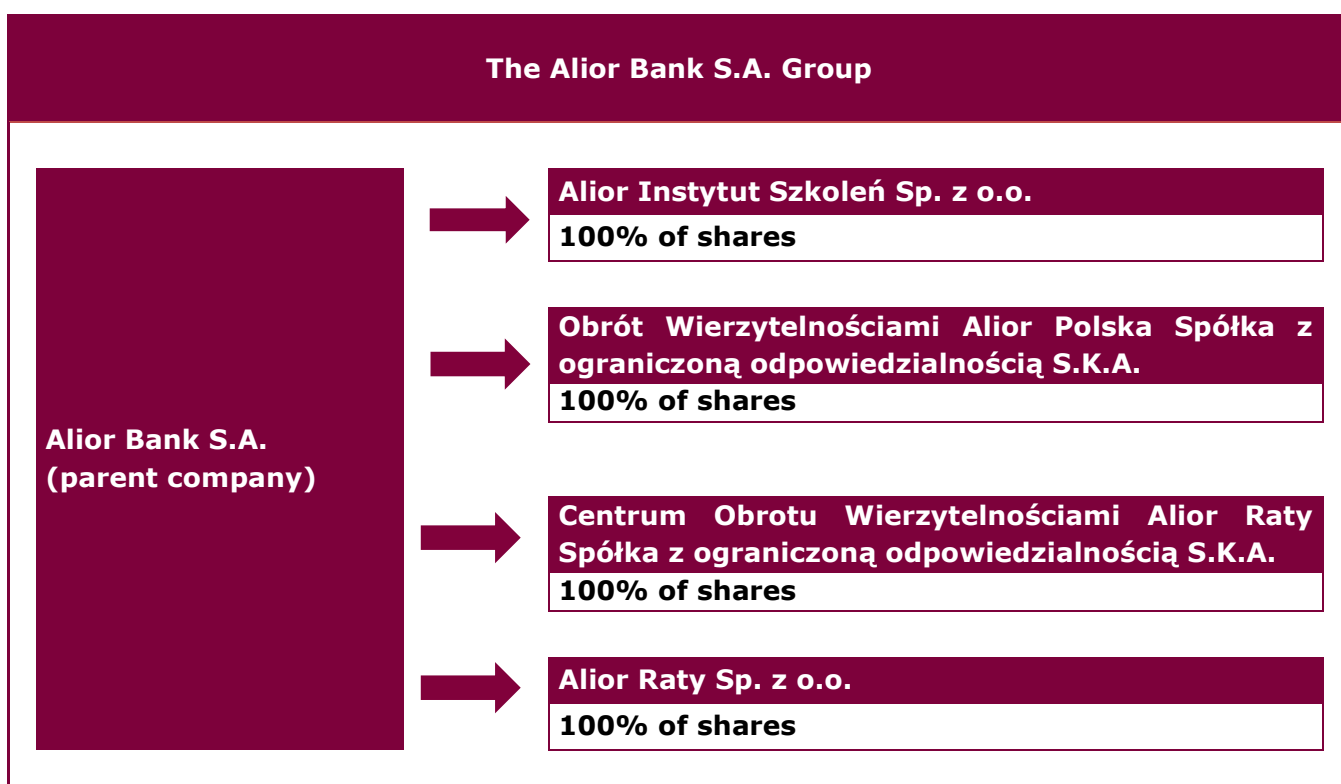 The Alior Bank S.A. Group
Alior Bank S.A.
(parent company)
Alior Instytut Szkoleń Sp. z o.o.
100% of shares
Obrót Wierzytelnościami Alior Polska Spółka z
ograniczoną odpowiedzialnością S.K.A.
100% of shares
Centrum Obrotu Wierzytelnościami Alior Raty
Spółka z ograniczoną odpowiedzialnością S.K.A.
100% of shares
Alior Raty Sp. z o.o.
100% of shares